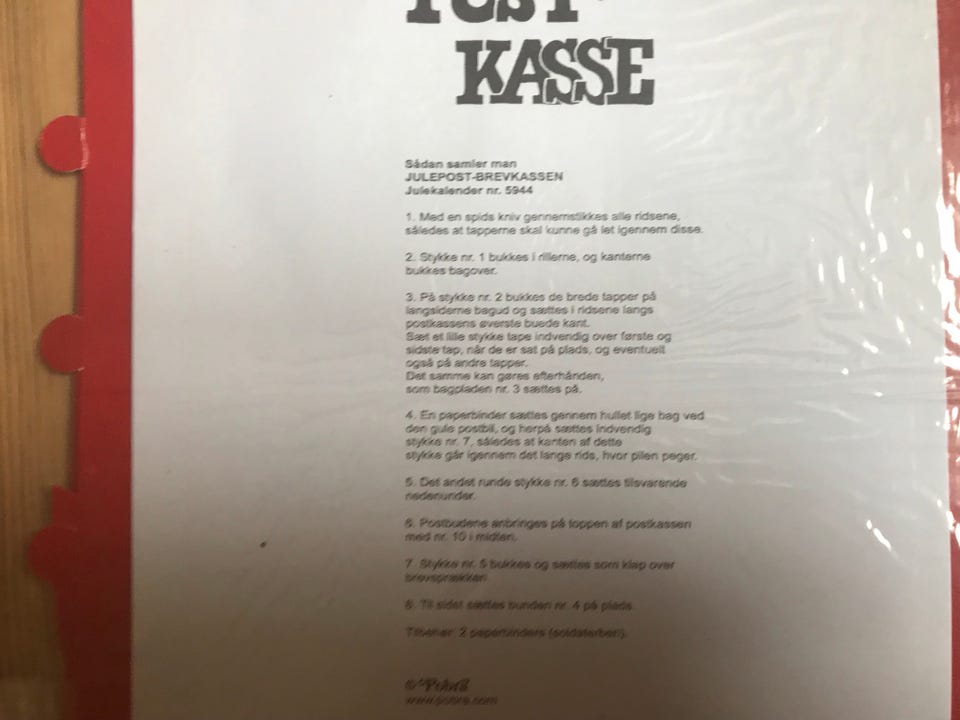 POST-
KASSE
Sådan samler man
JULEPOST-BREVKASSEN
Julekalender nr. 5944
1. Med en spids kniv gennemstikkes alle ridsene,
således at tapperne skal kunne gå let igennem disse.
2. Stykke nr. 1 bukkes i rillerne, og kanterne
bukkes bagover.
3. På stykke nr. 2 bukkes de brede tapper på
langsiderne bagud og sættes i ridsene langs
postkassens øverste buede kant.
Sæt et lille stykke tape indvendig over første og
sidste tap, når de er sat på plads, og eventuelt
også på andre tapper.
Det samme kan gøres efterhånden,
som bagpladen nr. 3 sættes på.
4. En paperbinder sættes gennem hullet lige bag ved
den gule postbil, og herpå sættes indvendig
stykke nr. 7, således at kanten af dette
stykke går igennem det lange rids, hvor pilen peger.
5. Det andet runde stykke nr. 6 sættes tilsvarende
nedenunder.
6. Postbudene anbringes på toppen af postkassen
med nr. 10 i midten.
7. Stykke nr. 5 bukkes og sættes som klap over
brevsprækken.
8. Til sidst sættes bunden nr. 4 på plads.
Tilbehør: 2 paperbinders (soldaterben).